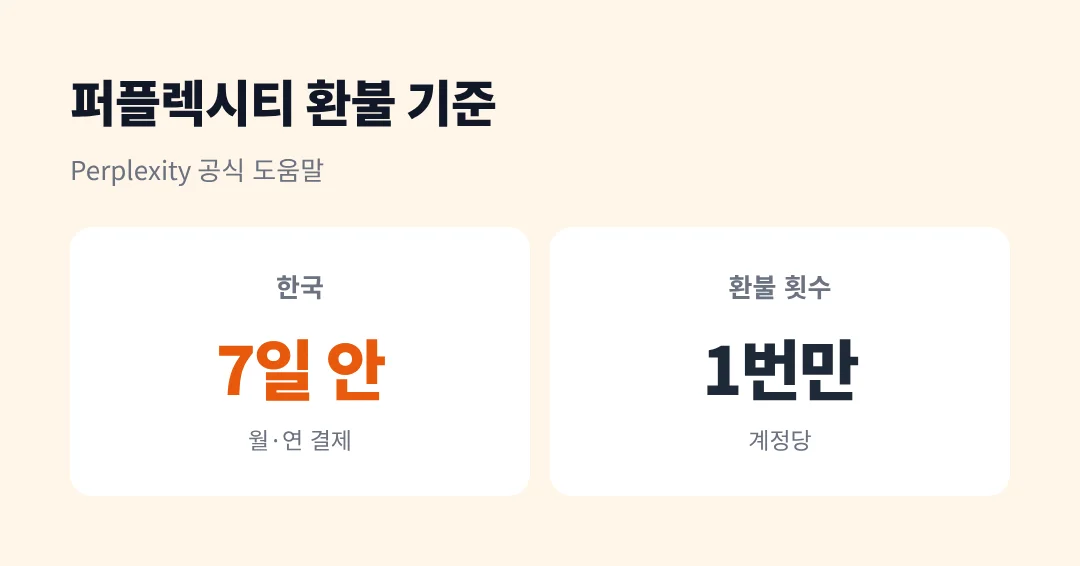 퍼플렉시티 환불 기준
Perplexity 공식 도움말
한국
7일 안
월·연 결제
환불 횟수
1번만
계정당